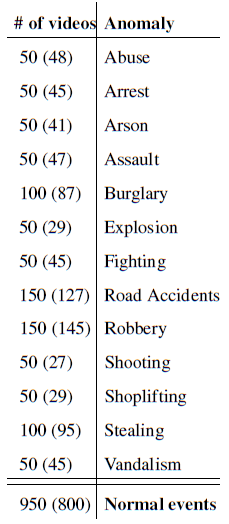 # of videos Anomaly
50 (48) Abuse
50 (45) Arrest
50 (41) Arson
50 (47) Assault
100 (87) Burglary
50 (29) Explosion
50 (45) Fighting
150 (127) Road Accidents
150 (145) Robbery
50 (27) Shooting
50 (29) Shoplifting
100 (95) Stealing
50 (45) Vandalism
950 (800) Normal events